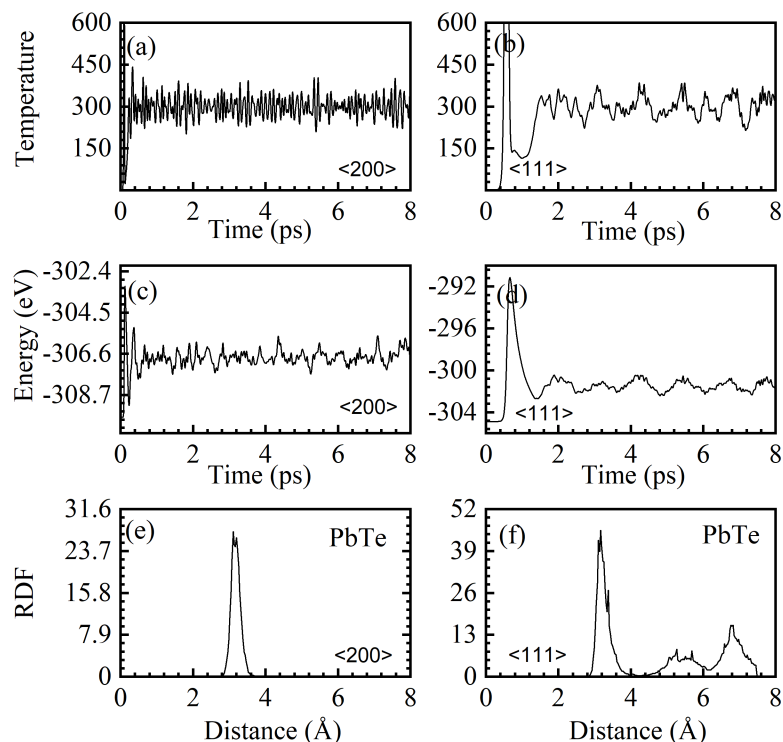 600
450
300
150
Temperature
(a)
<200>
0 2 4 6 8
Time (ps)
600
450
300
150
(b)
<111>
0 2 4 6 8
Time (ps)
-302.4
-304.5
-306.6
-308.7
Energy (eV)
(c)
<200>
0 2 4 6 8
Time (ps)
-292
-296
-300
-304
(d)
<111>
0 2 4 6 8
Time (ps)
31.6
23.7
15.8
7.9
0
RDF
(e)
PbTe
<200>
0 2 4 6 8
Distance (Å)
52
39
26
13
0
(f)
PbTe
<111>
0 2 4 6 8
Distance (Å)